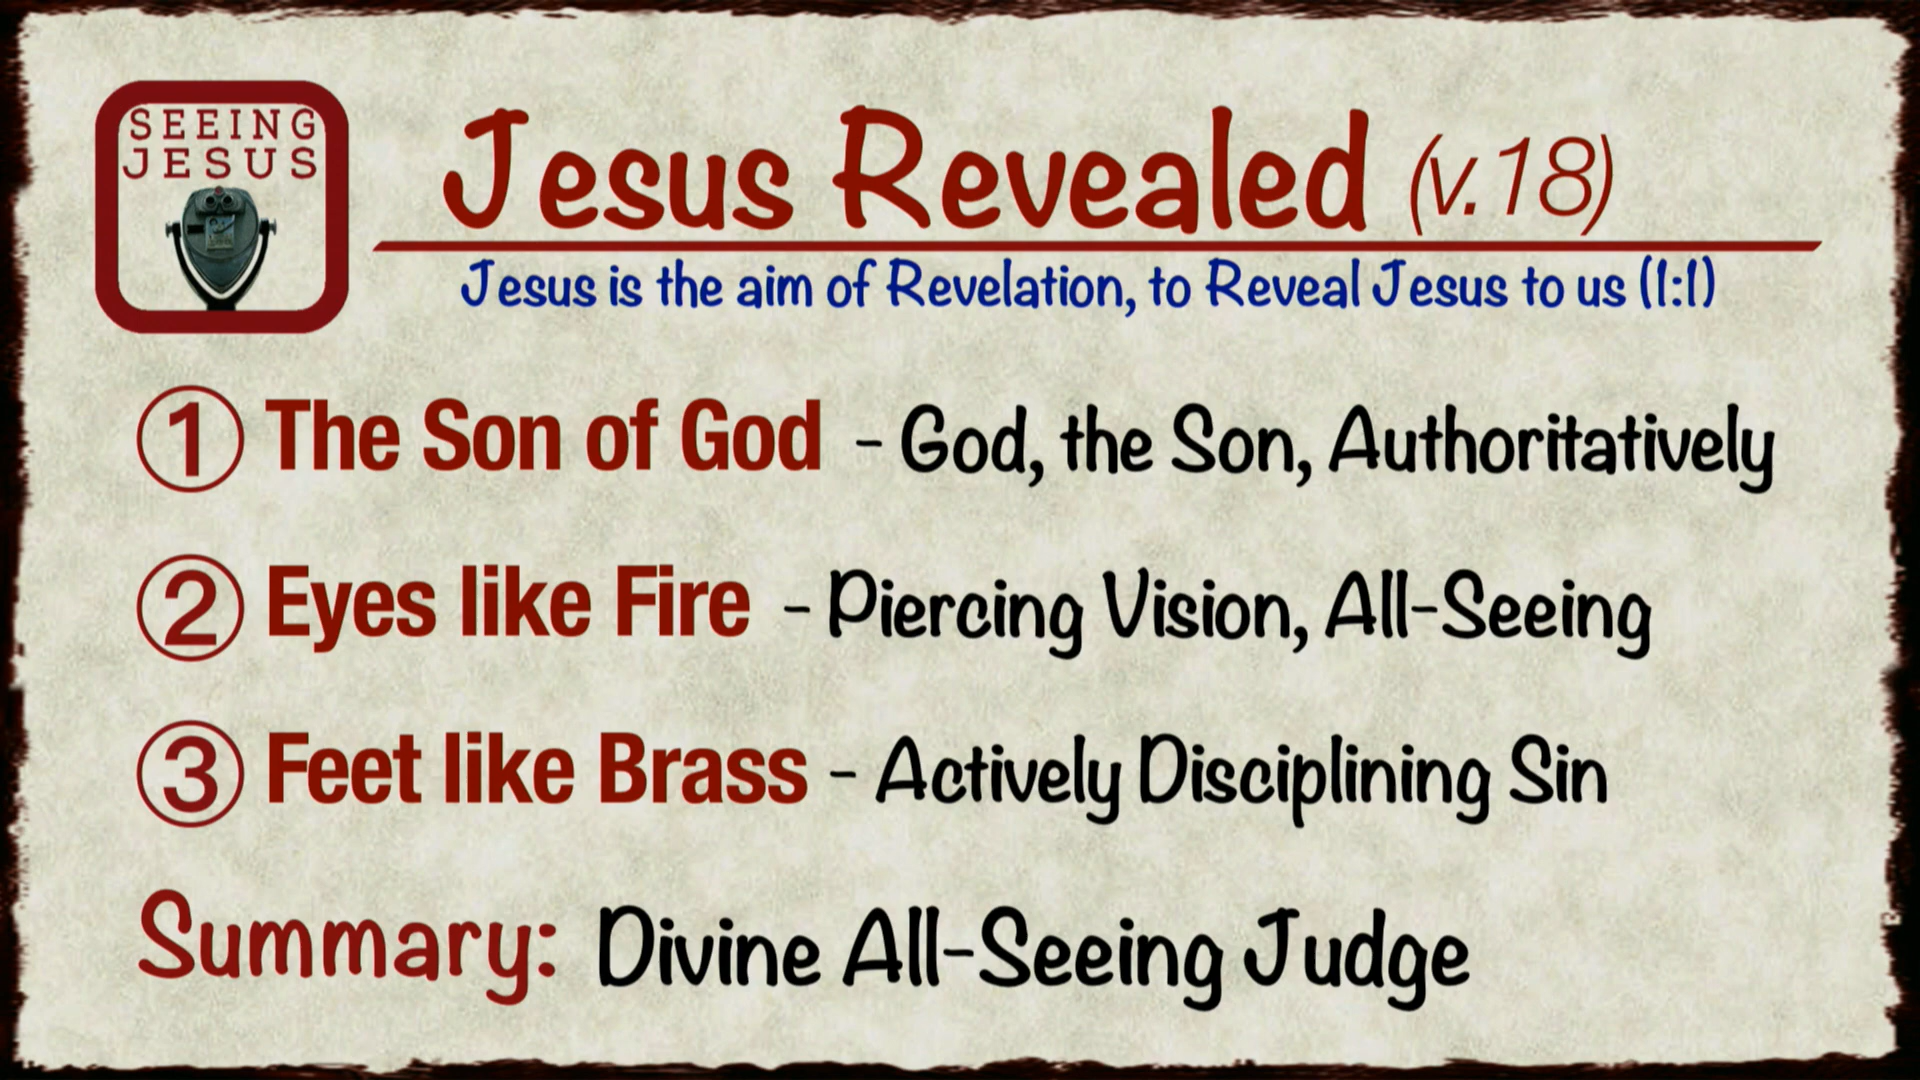 SEEING
JESUS
Jesus Revealed (v.18)
Jesus is the aim of Revelation, to Reveal Jesus to us (1:1)
① The Son of God - God, the Son, Authoritatively
② Eyes like Fire - Piercing Vision, All-Seeing
③ Feet like Brass - Actively Disciplining Sin
Summary: Divine All-Seeing Judge